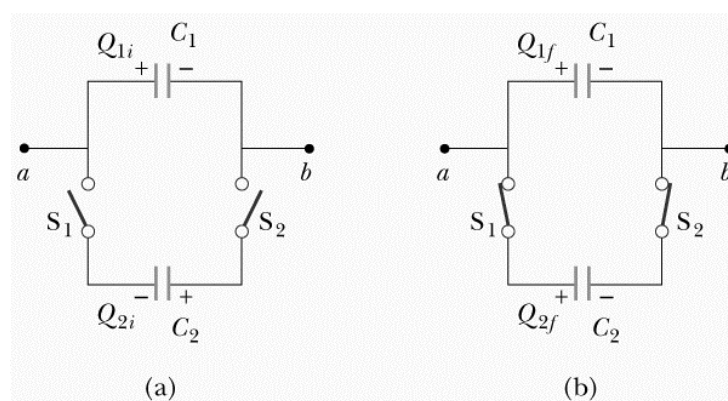 Q1i C1
+ −
a b
S1 S2
− +
Q2i C2
(a)
Q1f C1
+ −
a b
S1 S2
+ −
Q2f C2
(b)